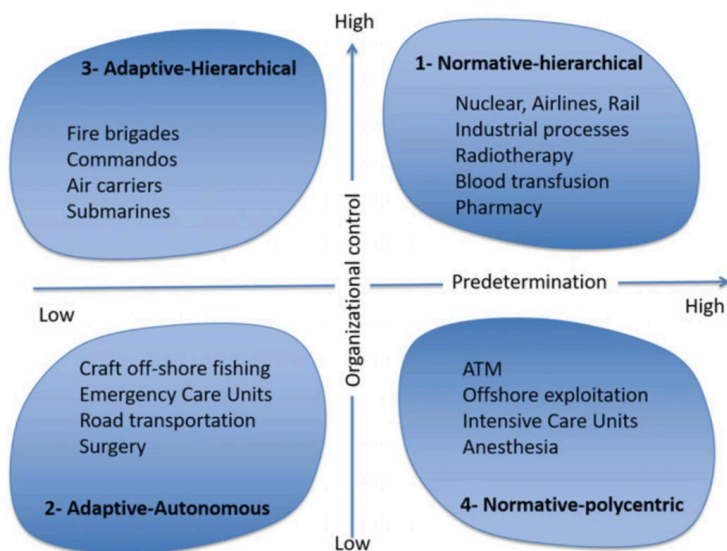 High
3- Adaptive-Hierarchical
Fire brigades
Commandos
Air carriers
Submarines
1- Normative-hierarchical
Nuclear, Airlines, Rail
Industrial processes
Radiotherapy
Blood transfusion
Pharmacy
Organizational control
Predetermination
Low
High
Craft off-shore fishing
Emergency Care Units
Road transportation
Surgery
2- Adaptive-Autonomous
ATM
Offshore exploitation
Intensive Care Units
Anesthesia
4- Normative-polycentric
Low